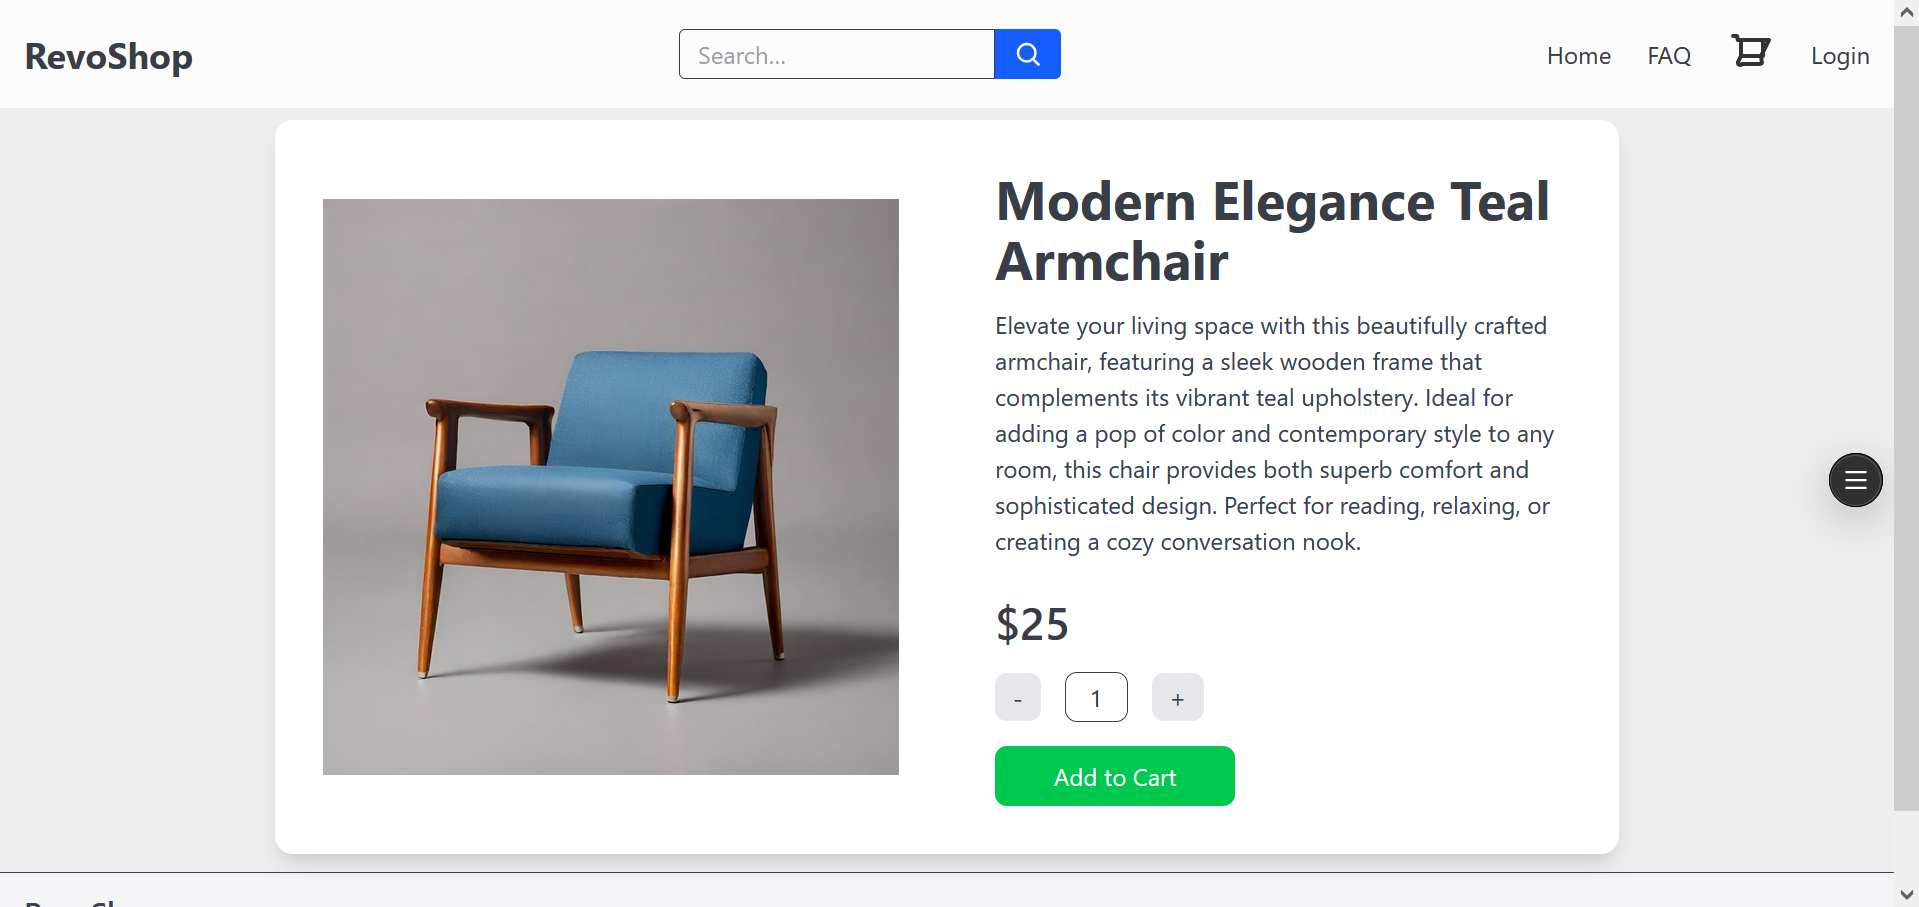 RevoShop
Search...
Home
FAQ
Login
Modern Elegance Teal
Armchair
Elevate your living space with this beautifully crafted
armchair, featuring a sleek wooden frame that
complements its vibrant teal upholstery. Ideal for
adding a pop of color and contemporary style to any
room, this chair provides both superb comfort and
sophisticated design. Perfect for reading, relaxing, or
creating a cozy conversation nook.
$25
- 1 +
Add to Cart